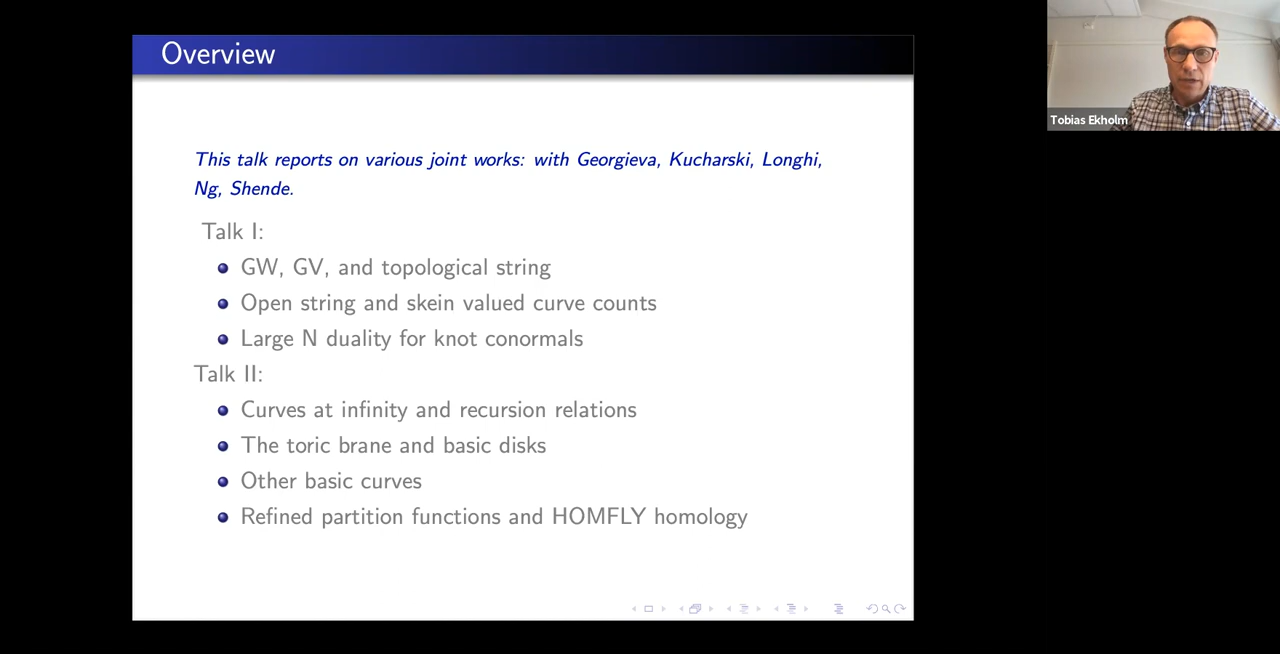 Overview
This talk reports on various joint works: with Georgieva, Kucharski, Longhi,
Ng, Shende.
Talk I:
GW, GV, and topological string
Open string and skein valued curve counts
Large N duality for knot conormals
Talk II:
Curves at infinity and recursion relations
The toric brane and basic disks
Other basic curves
Refined partition functions and HOMFLY homology
Tobias Ekholm